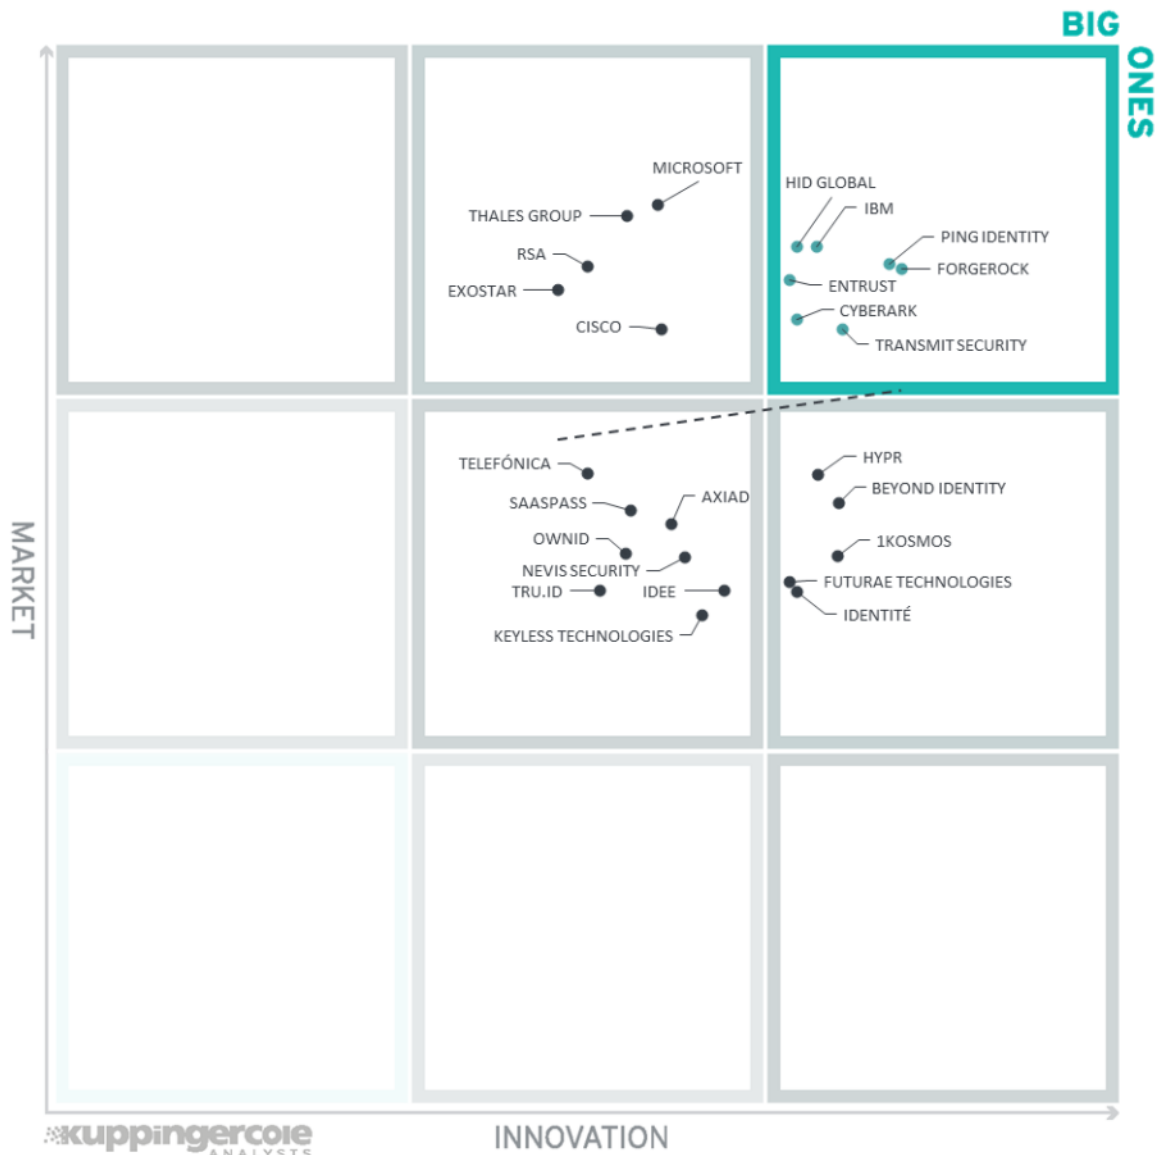 BIG
ONES
MICROSOFT
HID GLOBAL
IBM
THALES GROUP
PING IDENTITY
RSA
FORGEROCK
EXOSTAR
ENTRUST
CYBERARK
CISCO
TRANSMIT SECURITY
TELEFÓNICA
HYPR
BEYOND IDENTITY
SAASPASS
AXIAD
OWNID
1KOSMOS
NEVIS SECURITY
FUTURAE TECHNOLOGIES
TRU.ID
IDEE
IDENTITÉ
KEYLESS TECHNOLOGIES
MARKET
INNOVATION
kuppingercole
ANALYSTS